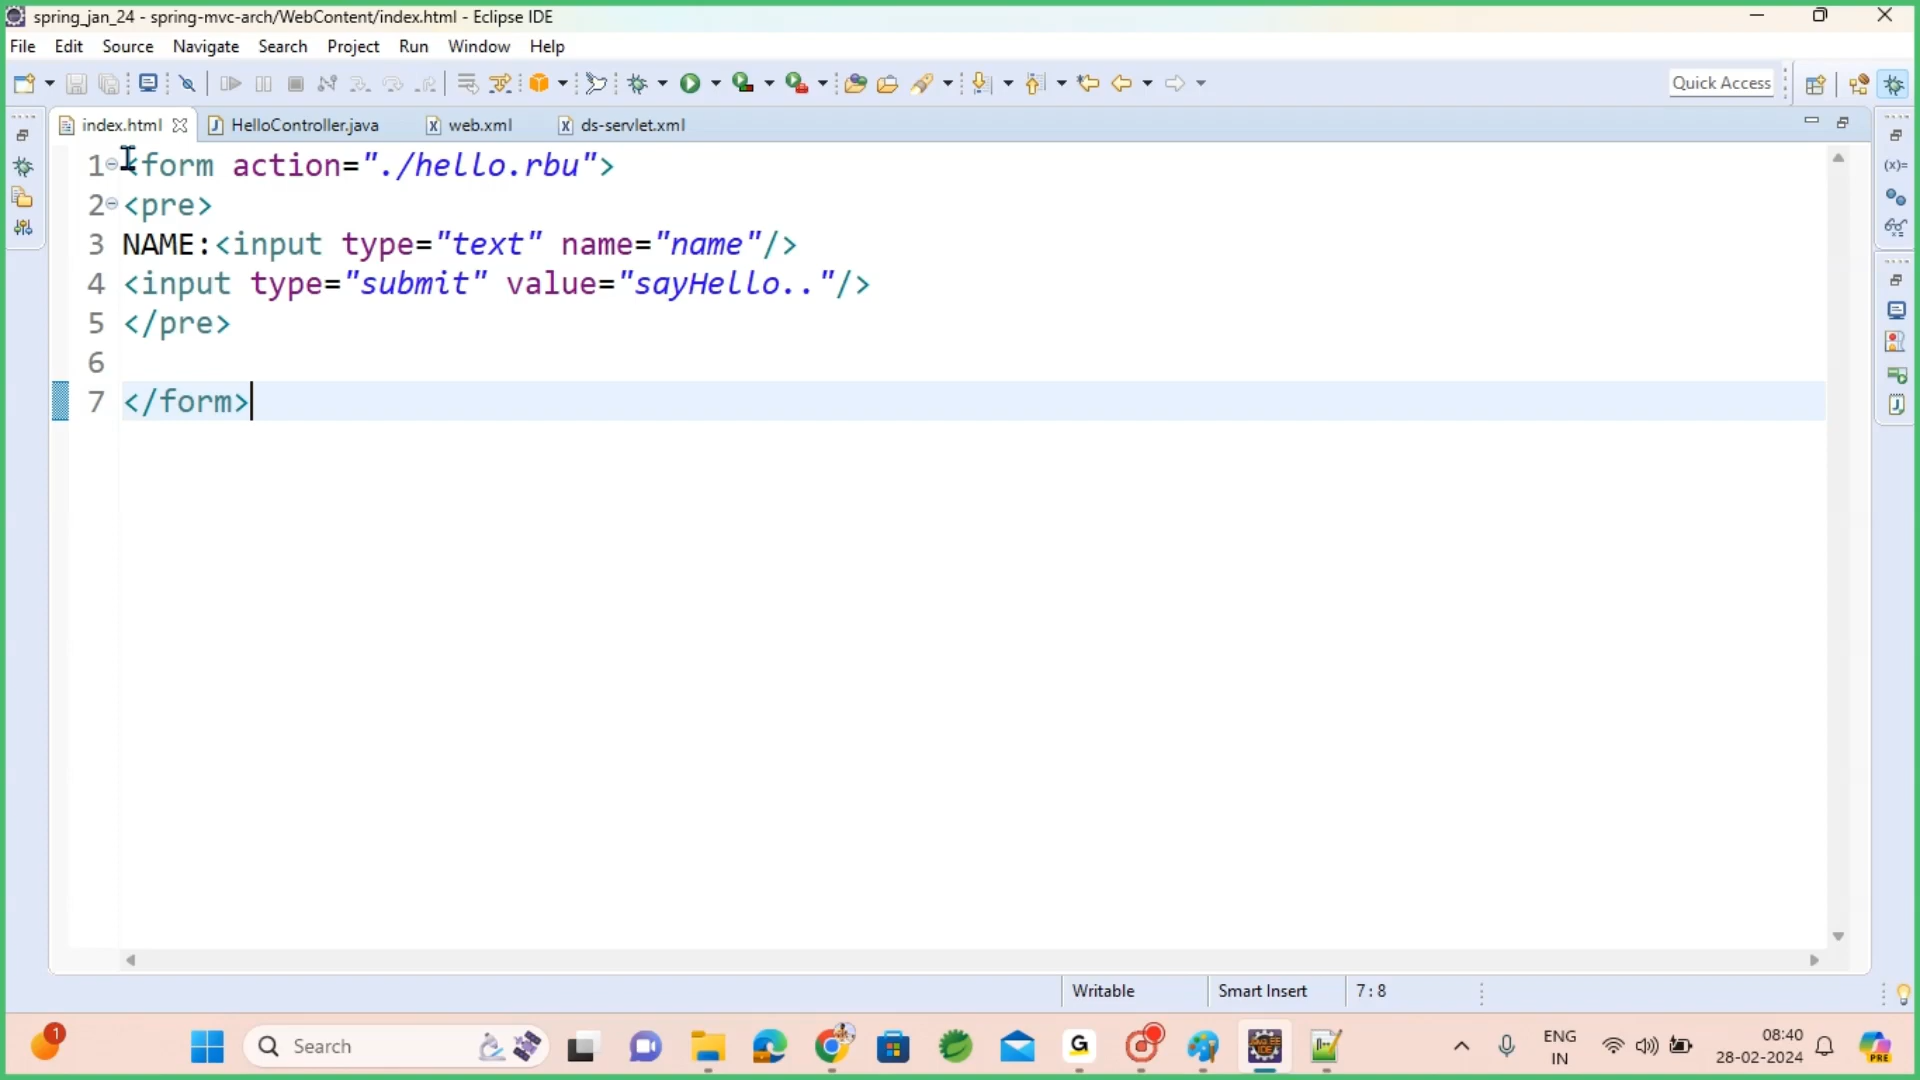 spring_jan_24 - spring-mvc-arch/WebContent/index.html - Eclipse IDE
File Edit Source Navigate Search Project Run Window Help
Quick Access
index.html HelloController.java web.xml ds-servlet.xml
1 <form action="./hello.rbu">
2 <pre>
3 NAME:<input type="text" name="name"/>
4 <input type="submit" value="sayHello.."/>
5 </pre>
6
7 </form>
Writable Smart Insert 7 : 8
1
Search
ENG
IN
08:40
28-02-2024
PRE